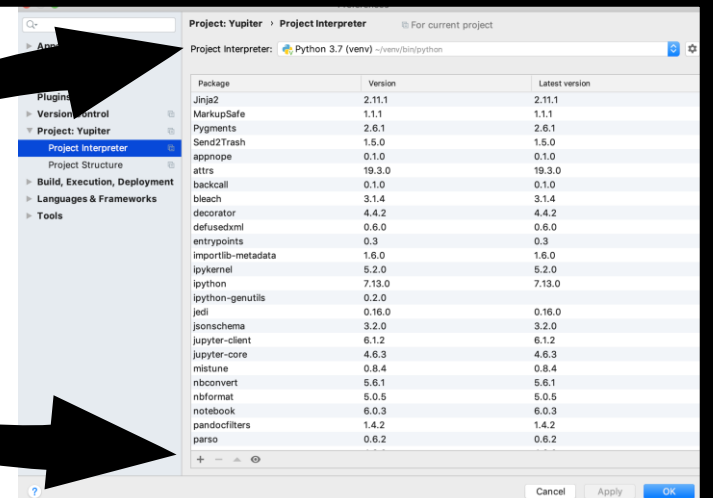 Project: Yupiter › Project Interpreter For current project
Project Interpreter: Python 3.7 (venv) ~/venv/bin/python
Plugins
Version Control
Project: Yupiter
Project Interpreter
Project Structure
Build, Execution, Deployment
Languages & Frameworks
Tools
Package Version Latest version
Jinja2 2.11.1 2.11.1
MarkupSafe 1.1.1 1.1.1
Pygments 2.6.1 2.6.1
Send2Trash 1.5.0 1.5.0
appnope 0.1.0 0.1.0
attrs 19.3.0 19.3.0
backcall 0.1.0 0.1.0
bleach 3.1.4 3.1.4
decorator 4.4.2 4.4.2
defusedxml 0.6.0 0.6.0
entrypoints 0.3 0.3
importlib-metadata 1.6.0 1.6.0
ipykernel 5.2.0 5.2.0
ipython 7.13.0 7.13.0
ipython-genutils 0.2.0
jedi 0.16.0 0.16.0
jsonschema 3.2.0 3.2.0
jupyter-client 6.1.2 6.1.2
jupyter-core 4.6.3 4.6.3
mistune 0.8.4 0.8.4
nbconvert 5.6.1 5.6.1
nbformat 5.0.5 5.0.5
notebook 6.0.3 6.0.3
pandocfilters 1.4.2 1.4.2
parso 0.6.2 0.6.2
? Cancel Apply OK